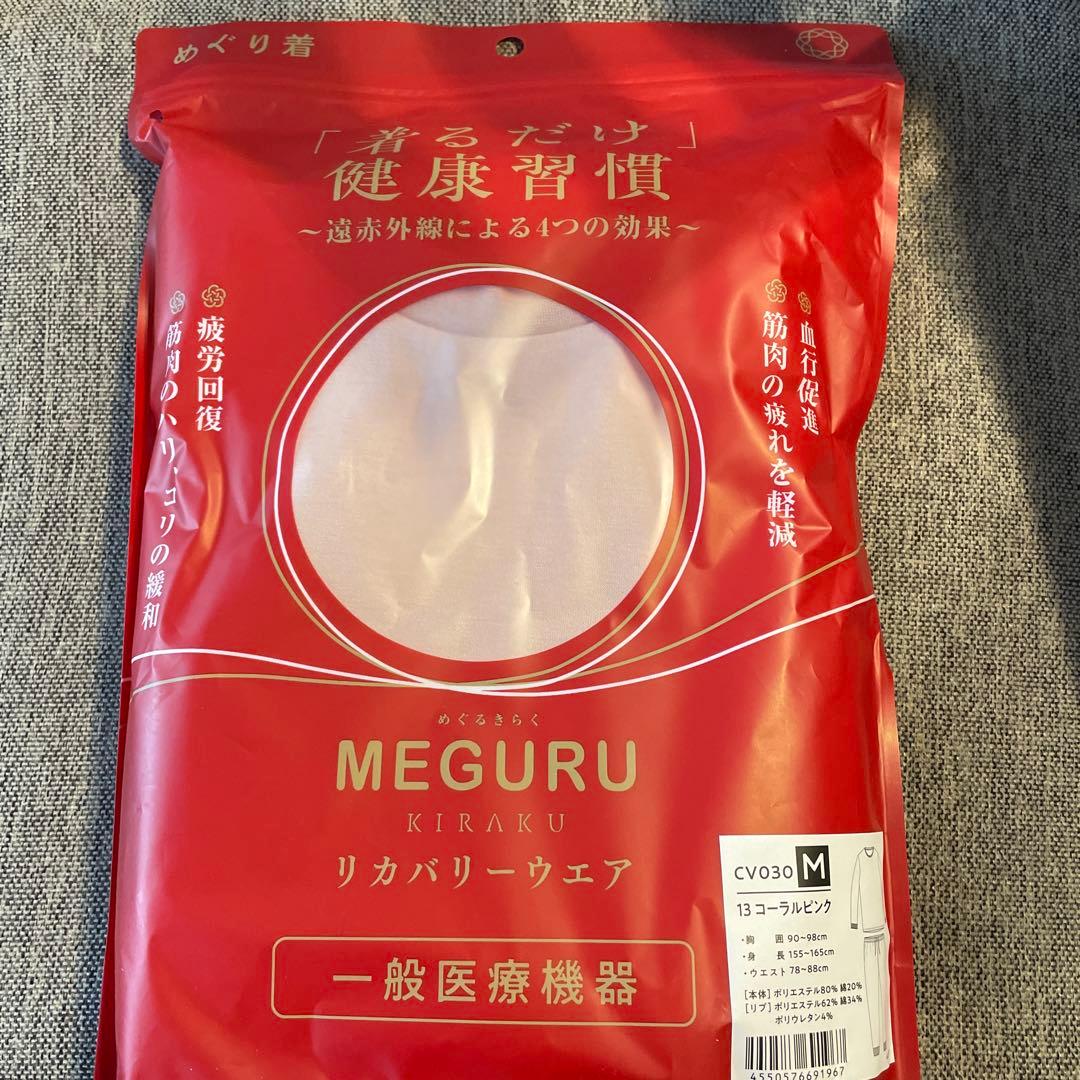 めぐり着
「着るだけ」
健康習慣
～遠赤外線による4つの効果～
血行促進
筋肉の疲れを軽減
疲労回復
筋肉のハリ、コリの緩和
めぐるきらく
MEGURU
KIRAKU
リカバリーウエア
一般医療機器
CV030 M
13 コーラルピンク
・胸 囲 90~98cm
・身 長 155~165cm
・ウエスト 78~88cm
[本体] ポリエステル80% 綿20%
[リブ] ポリエステル62% 綿34%
ポリウレタン4%
4550576691967